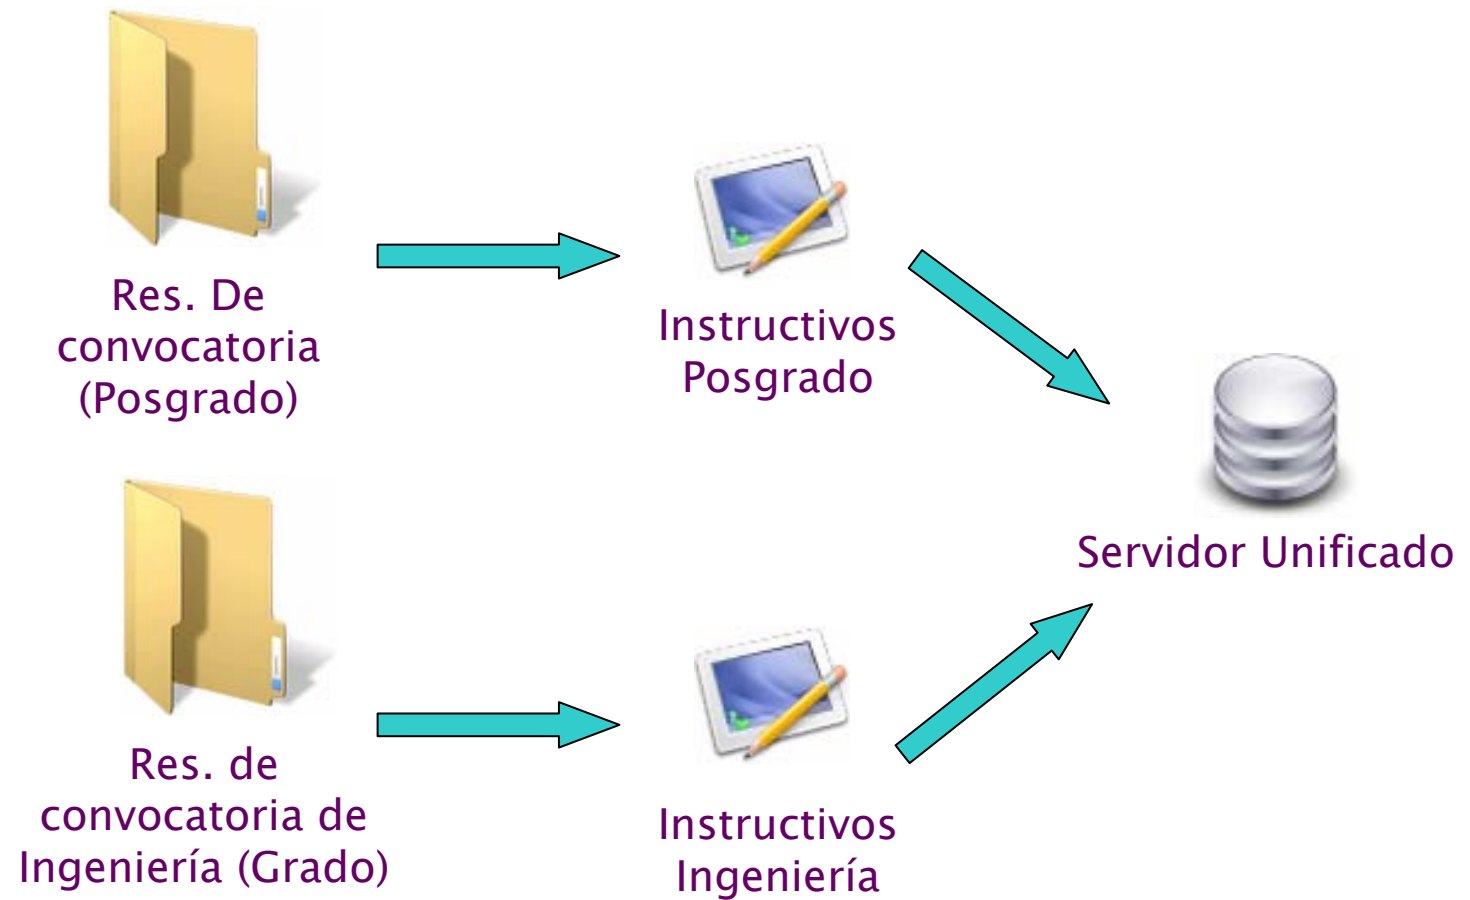 Res. De
convocatoria
(Posgrado)
Instructivos
Posgrado
Servidor Unificado
Res. de
convocatoria de
Ingeniería (Grado)
Instructivos
Ingeniería